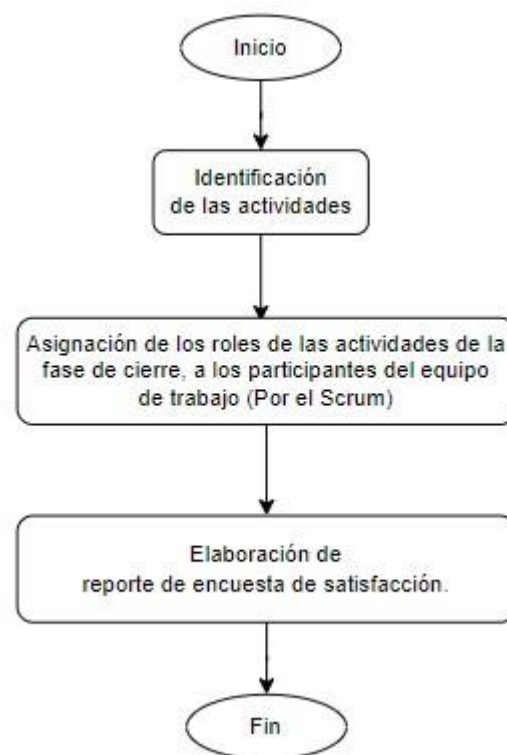 Inicio
Identificación
de las actividades
Asignación de los roles de las actividades de la
fase de cierre, a los participantes del equipo
de trabajo (Por el Scrum)
Elaboración de
reporte de encuesta de satisfacción.
Fin